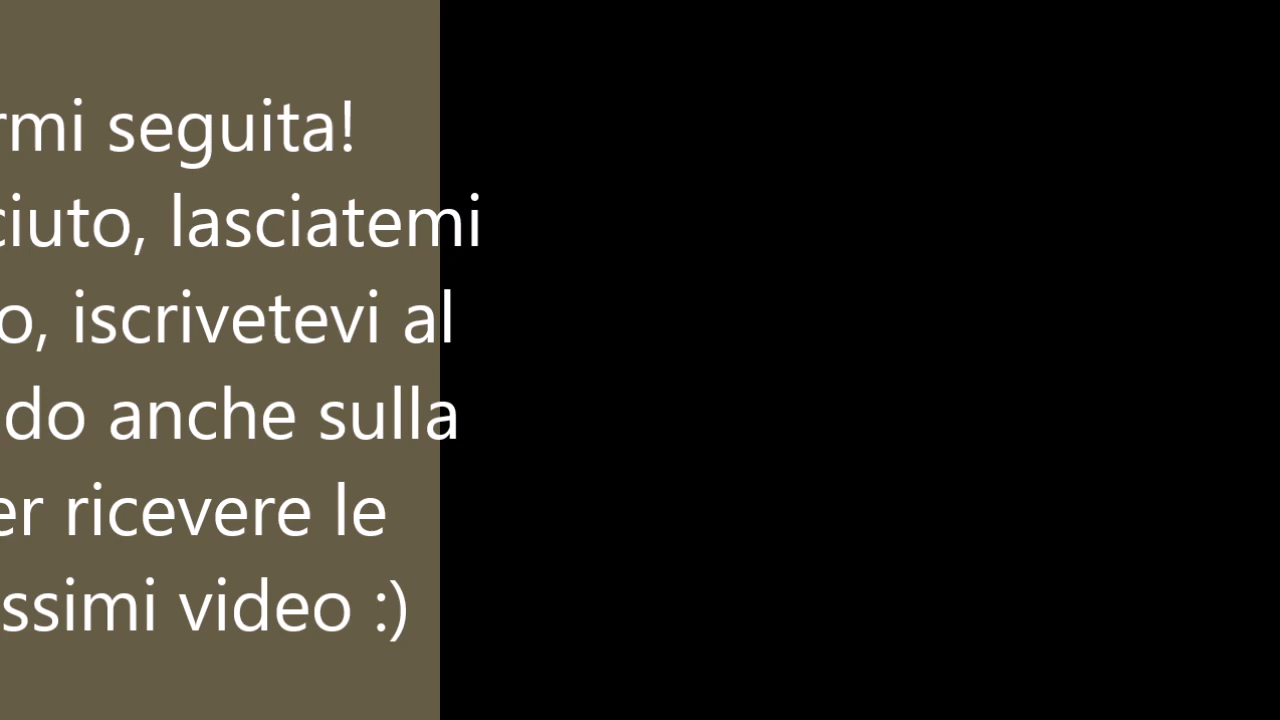 rmi seguita!
ciuto, lasciatemi
o, iscrivetevi al
do anche sulla
er ricevere le
ssimi video :)